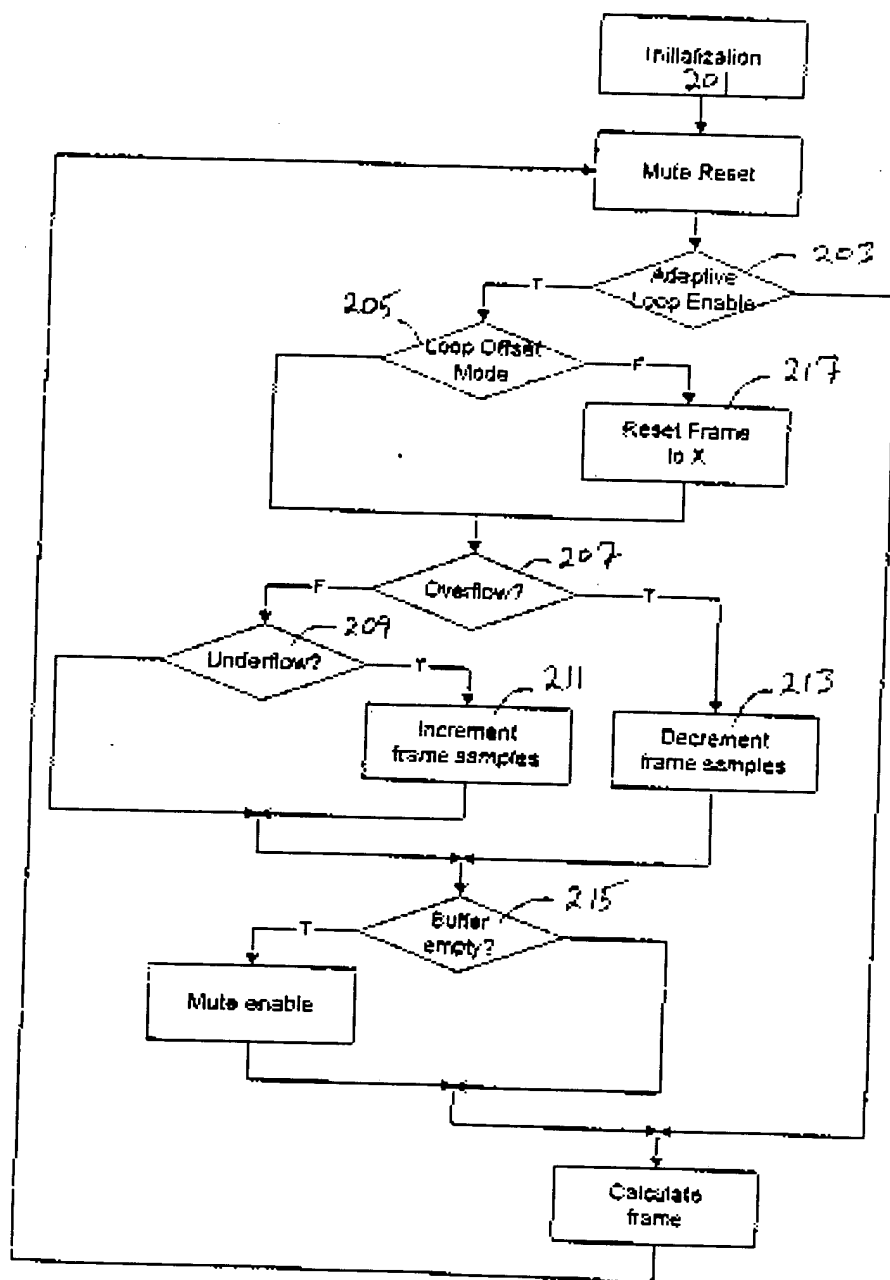 Initialization
201
Mute Reset
203
Adaptive
Loop Enable
T
205
Loop Offset
Mode
F
217
Reset Frame
to X
207
Overflow?
F
T
209
Underflow?
T
211
Increment
frame samples
213
Decrement
frame samples
215
Buffer
empty?
T
Mute enable
Calculate
frame